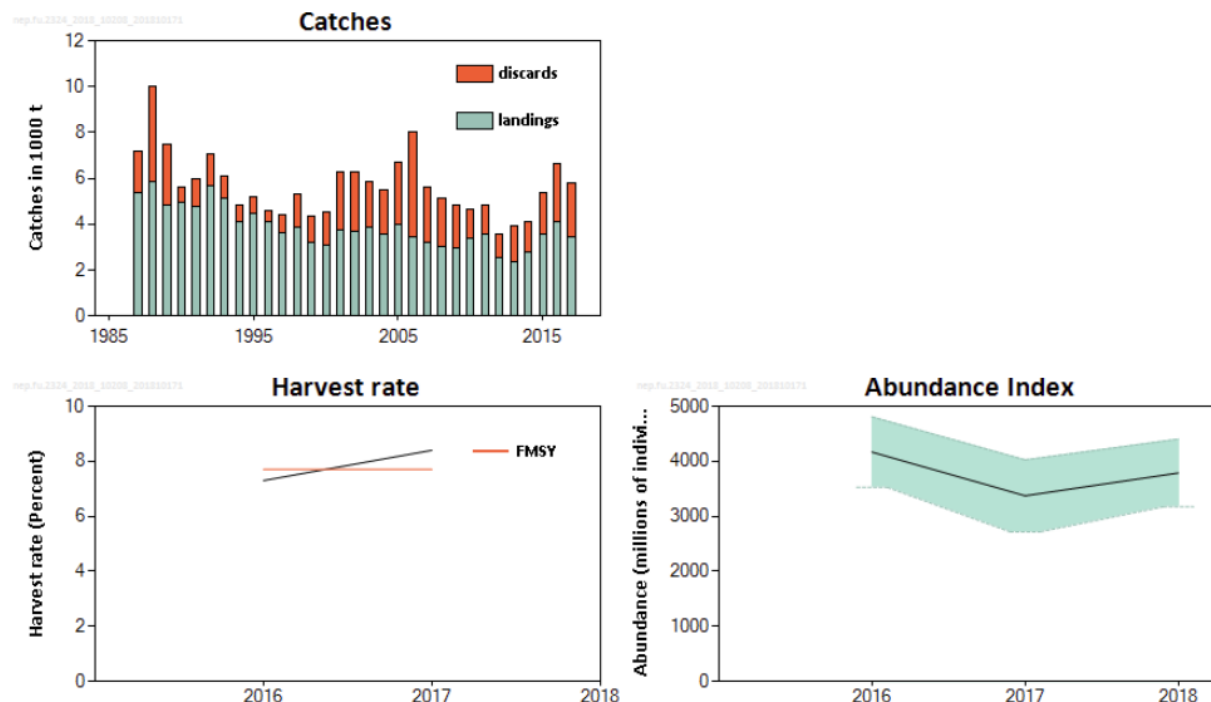 nep.fu.2324_2018_10208_201810171
Catches
12
10
8
6
4
2
0
Catches in 1000 t
discards
landings
1985
1995
2005
2015
nep.fu.2324_2018_10208_201810171
Harvest rate
10
8
6
4
2
0
Harvest rate (Percent)
FMSY
2016
2017
2018
nep.fu.2324_2018_10208_201810171
Abundance Index
5000
4000
3000
2000
1000
0
Abundance (millions of indivi...
2016
2017
2018